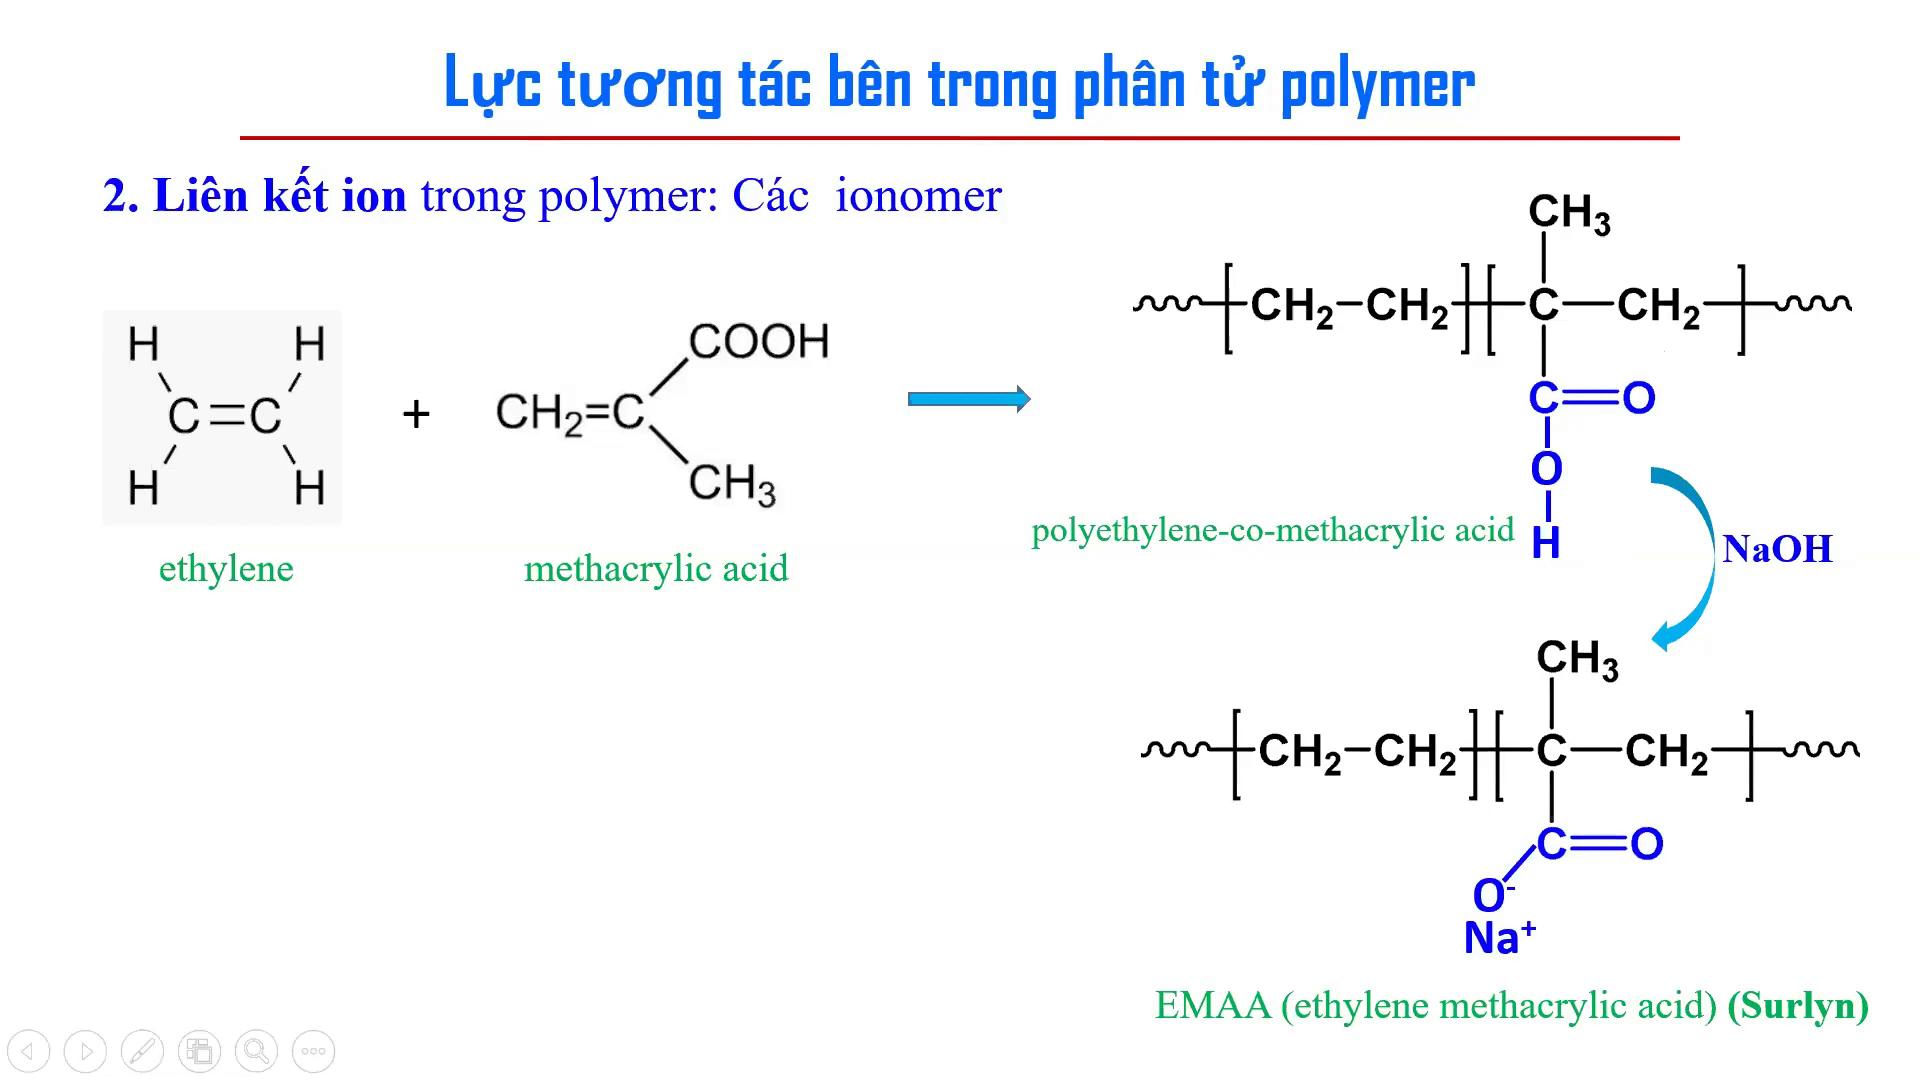 Lực tương tác bên trong phân tử polymer
2. Liên kết ion trong polymer: Các ionomer
H H
C=C
H H
ethylene
+
COOH
CH₂=C
CH₃
methacrylic acid
CH₃
[CH₂-CH₂][C-CH₂]
C=O
O
H
polyethylene-co-methacrylic acid
NaOH
CH₃
[CH₂-CH₂][C-CH₂]
C=O
O⁻
Na⁺
EMAA (ethylene methacrylic acid) (Surlyn)